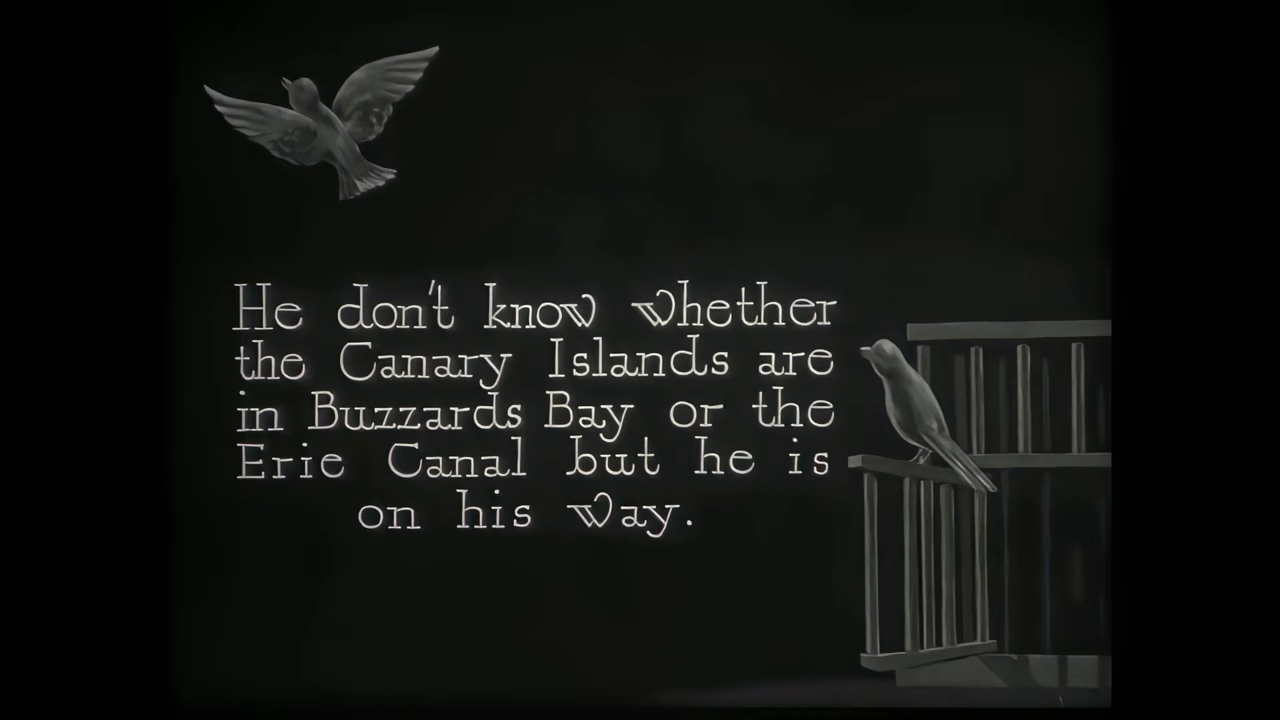 He don't know whether
the Canary Islands are
in Buzzards Bay or the
Erie Canal but he is
on his way.